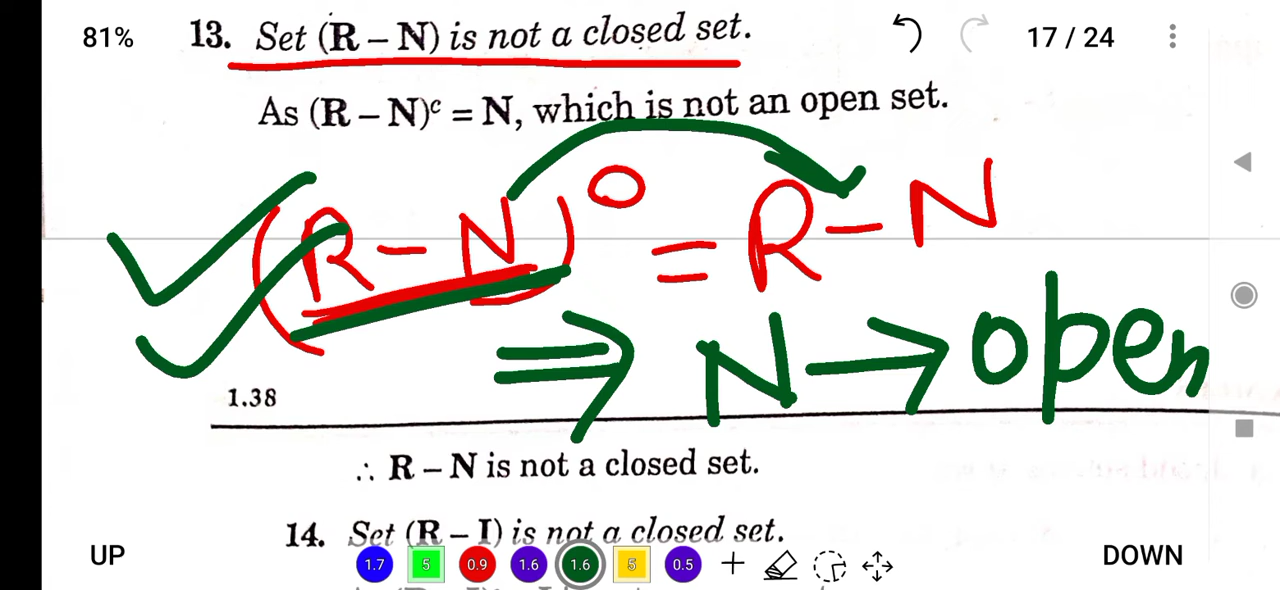 81% 13. Set (R – N) is not a closed set. 17 / 24
As (R – N)ᶜ = N, which is not an open set.
(R – N)⁰ = R – N
⇒ N → open
1.38
∴ R – N is not a closed set.
14. Set (R – I) is not a closed set.
UP 1.7 5 0.9 1.6 1.6 5 0.5 DOWN